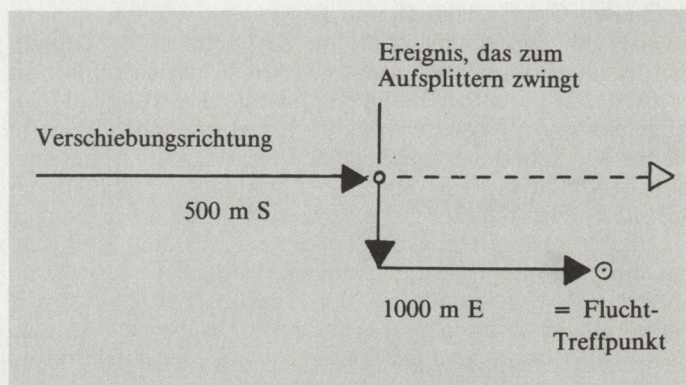 Ereignis, das zum
Aufsplittern zwingt
Verschiebungsrichtung
500 m S
1000 m E
= Flucht-
Treffpunkt